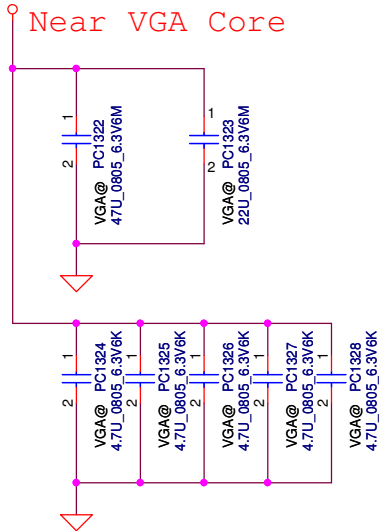 Near VGA Core
1
2
VGA@ PC1322
47U_0805_6.3V6M
1
2
VGA@ PC1323
22U_0805_6.3V6M
1
2
VGA@ PC1324
4.7U_0805_6.3V6K
1
2
VGA@ PC1325
4.7U_0805_6.3V6K
1
2
VGA@ PC1326
4.7U_0805_6.3V6K
1
2
VGA@ PC1327
4.7U_0805_6.3V6K
1
2
VGA@ PC1328
4.7U_0805_6.3V6K